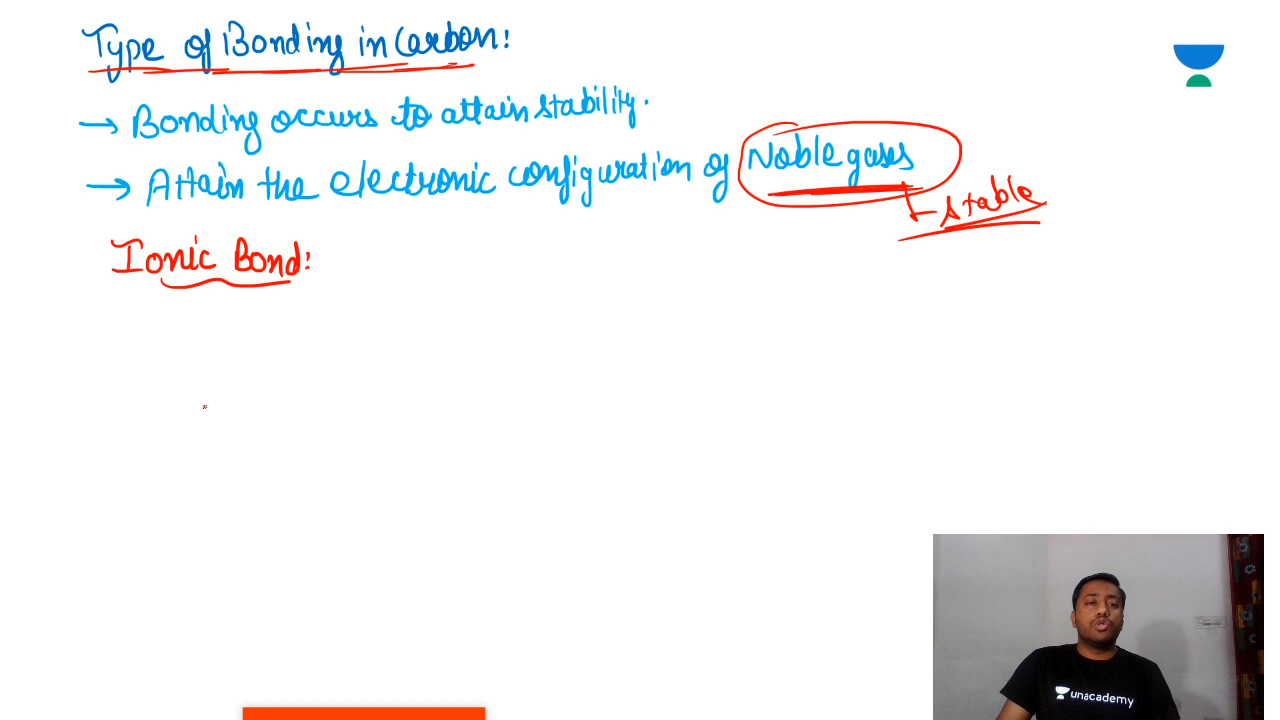 Type of Bonding in Carbon:
→ Bonding occurs to attain stability.
→ Attain the electronic configuration of Noble gases
Stable
Ionic Bond:
unacademy